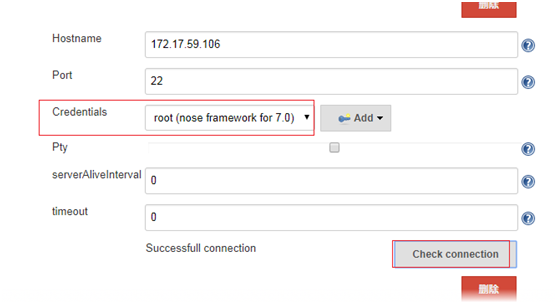 删除
Hostname
172.17.59.106
Port
22
Credentials
root (nose framework for 7.0)
Add
Pty
serverAliveInterval
0
timeout
0
Successfull connection
Check connection
删除